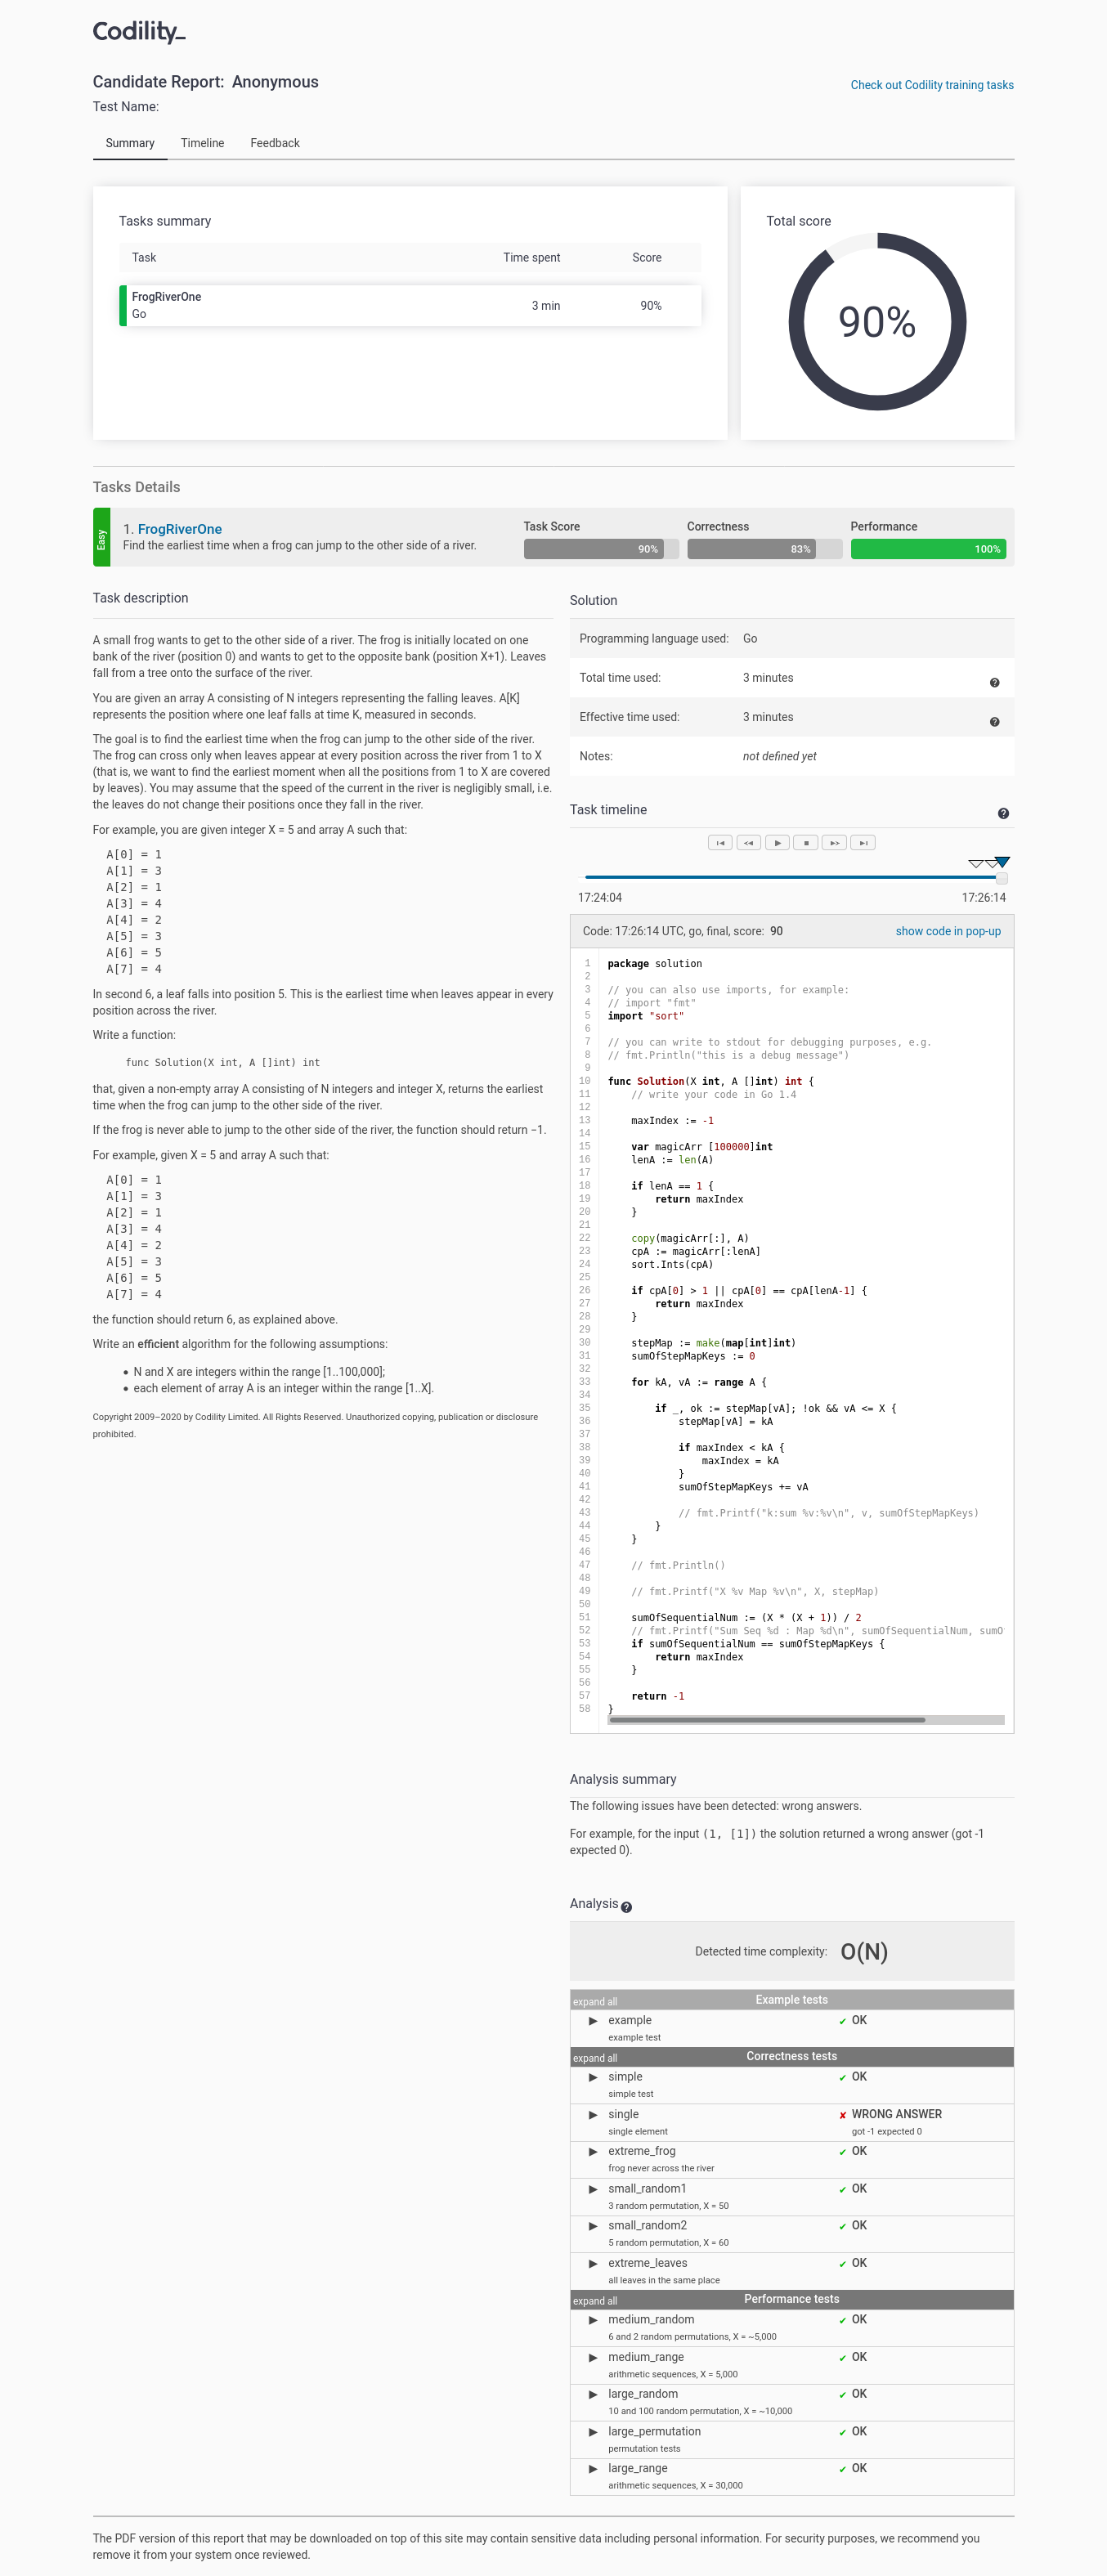 Codility_
Candidate Report: Anonymous
Check out Codility training tasks
Test Name:
Summary Timeline Feedback
Tasks summary
Task Time spent Score
FrogRiverOne
Go
3 min 90%
Total score
90%
Tasks Details
Easy
1. FrogRiverOne
Find the earliest time when a frog can jump to the other side of a river.
Task Score
90%
Correctness
83%
Performance
100%
Task description
A small frog wants to get to the other side of a river. The frog is initially located on one
bank of the river (position 0) and wants to get to the opposite bank (position X+1). Leaves
fall from a tree onto the surface of the river.
You are given an array A consisting of N integers representing the falling leaves. A[K]
represents the position where one leaf falls at time K, measured in seconds.
The goal is to find the earliest time when the frog can jump to the other side of the river.
The frog can cross only when leaves appear at every position across the river from 1 to X
(that is, we want to find the earliest moment when all the positions from 1 to X are covered
by leaves). You may assume that the speed of the current in the river is negligibly small, i.e.
the leaves do not change their positions once they fall in the river.
For example, you are given integer X = 5 and array A such that:
A[0] = 1
A[1] = 3
A[2] = 1
A[3] = 4
A[4] = 2
A[5] = 3
A[6] = 5
A[7] = 4
In second 6, a leaf falls into position 5. This is the earliest time when leaves appear in every
position across the river.
Write a function:
func Solution(X int, A []int) int
that, given a non-empty array A consisting of N integers and integer X, returns the earliest
time when the frog can jump to the other side of the river.
If the frog is never able to jump to the other side of the river, the function should return −1.
For example, given X = 5 and array A such that:
A[0] = 1
A[1] = 3
A[2] = 1
A[3] = 4
A[4] = 2
A[5] = 3
A[6] = 5
A[7] = 4
the function should return 6, as explained above.
Write an efficient algorithm for the following assumptions:
• N and X are integers within the range [1..100,000];
• each element of array A is an integer within the range [1..X].
Copyright 2009–2020 by Codility Limited. All Rights Reserved. Unauthorized copying, publication or disclosure
prohibited.
Solution
Programming language used: Go
Total time used: 3 minutes
Effective time used: 3 minutes
Notes: not defined yet
Task timeline
17:24:04 17:26:14
Code: 17:26:14 UTC, go, final, score: 90 show code in pop-up
1 package solution
2
3 // you can also use imports, for example:
4 // import "fmt"
5 import "sort"
6
7 // you can write to stdout for debugging purposes, e.g.
8 // fmt.Println("this is a debug message")
9
10 func Solution(X int, A []int) int {
11     // write your code in Go 1.4
12
13     maxIndex := -1
14
15     var magicArr [100000]int
16     lenA := len(A)
17
18     if lenA == 1 {
19         return maxIndex
20     }
21
22     copy(magicArr[:], A)
23     cpA := magicArr[:lenA]
24     sort.Ints(cpA)
25
26     if cpA[0] > 1 || cpA[0] == cpA[lenA-1] {
27         return maxIndex
28     }
29
30     stepMap := make(map[int]int)
31     sumOfStepMapKeys := 0
32
33     for kA, vA := range A {
34
35         if _, ok := stepMap[vA]; !ok && vA <= X {
36             stepMap[vA] = kA
37
38             if maxIndex < kA {
39                 maxIndex = kA
40             }
41             sumOfStepMapKeys += vA
42
43             // fmt.Printf("k:sum %v:%v\n", v, sumOfStepMapKeys)
44         }
45     }
46
47     // fmt.Println()
48
49     // fmt.Printf("X %v Map %v\n", X, stepMap)
50
51     sumOfSequentialNum := (X * (X + 1)) / 2
52     // fmt.Printf("Sum Seq %d : Map %d\n", sumOfSequentialNum, sumO
53     if sumOfSequentialNum == sumOfStepMapKeys {
54         return maxIndex
55     }
56
57     return -1
58 }
Analysis summary
The following issues have been detected: wrong answers.
For example, for the input (1, [1]) the solution returned a wrong answer (got -1
expected 0).
Analysis
Detected time complexity: O(N)
expand all Example tests
▶ example ✔ OK
example test
expand all Correctness tests
▶ simple ✔ OK
simple test
▶ single ✘ WRONG ANSWER
single element got -1 expected 0
▶ extreme_frog ✔ OK
frog never across the river
▶ small_random1 ✔ OK
3 random permutation, X = 50
▶ small_random2 ✔ OK
5 random permutation, X = 60
▶ extreme_leaves ✔ OK
all leaves in the same place
expand all Performance tests
▶ medium_random ✔ OK
6 and 2 random permutations, X = ~5,000
▶ medium_range ✔ OK
arithmetic sequences, X = 5,000
▶ large_random ✔ OK
10 and 100 random permutation, X = ~10,000
▶ large_permutation ✔ OK
permutation tests
▶ large_range ✔ OK
arithmetic sequences, X = 30,000
The PDF version of this report that may be downloaded on top of this site may contain sensitive data including personal information. For security purposes, we recommend you
remove it from your system once reviewed.